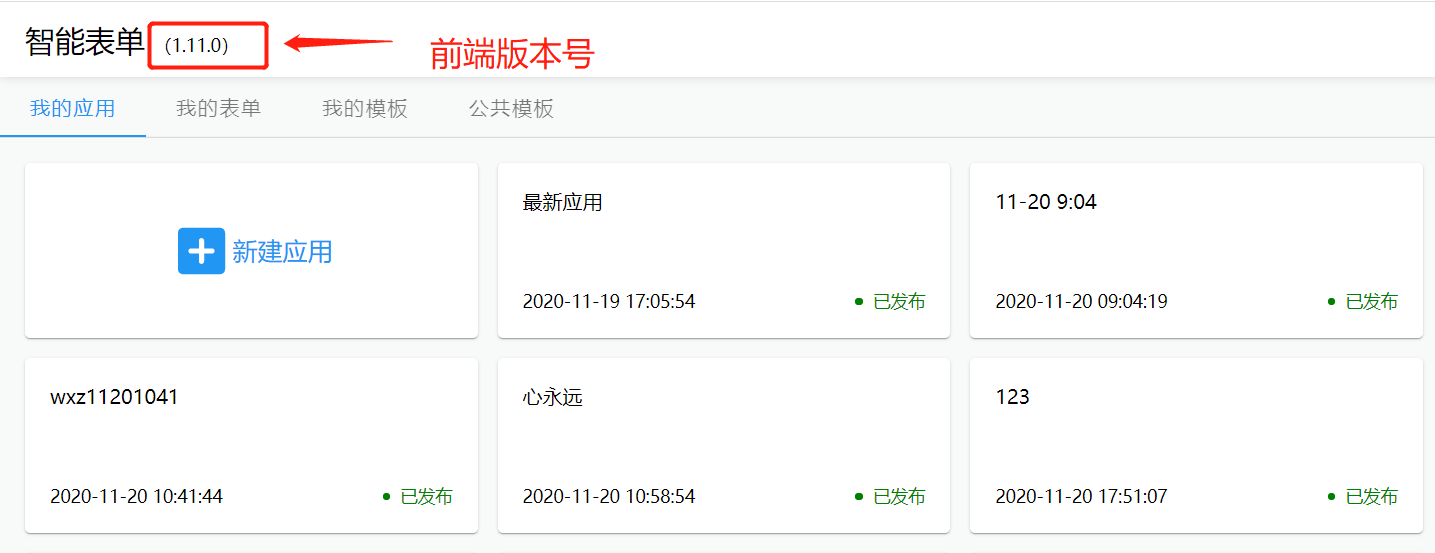 智能表单 (1.11.0) 前端版本号
我的应用 我的表单 我的模板 公共模板
新建应用
最新应用
2020-11-19 17:05:54 已发布
11-20 9:04
2020-11-20 09:04:19 已发布
wxz11201041
2020-11-20 10:41:44 已发布
心永远
2020-11-20 10:58:54 已发布
123
2020-11-20 17:51:07 已发布